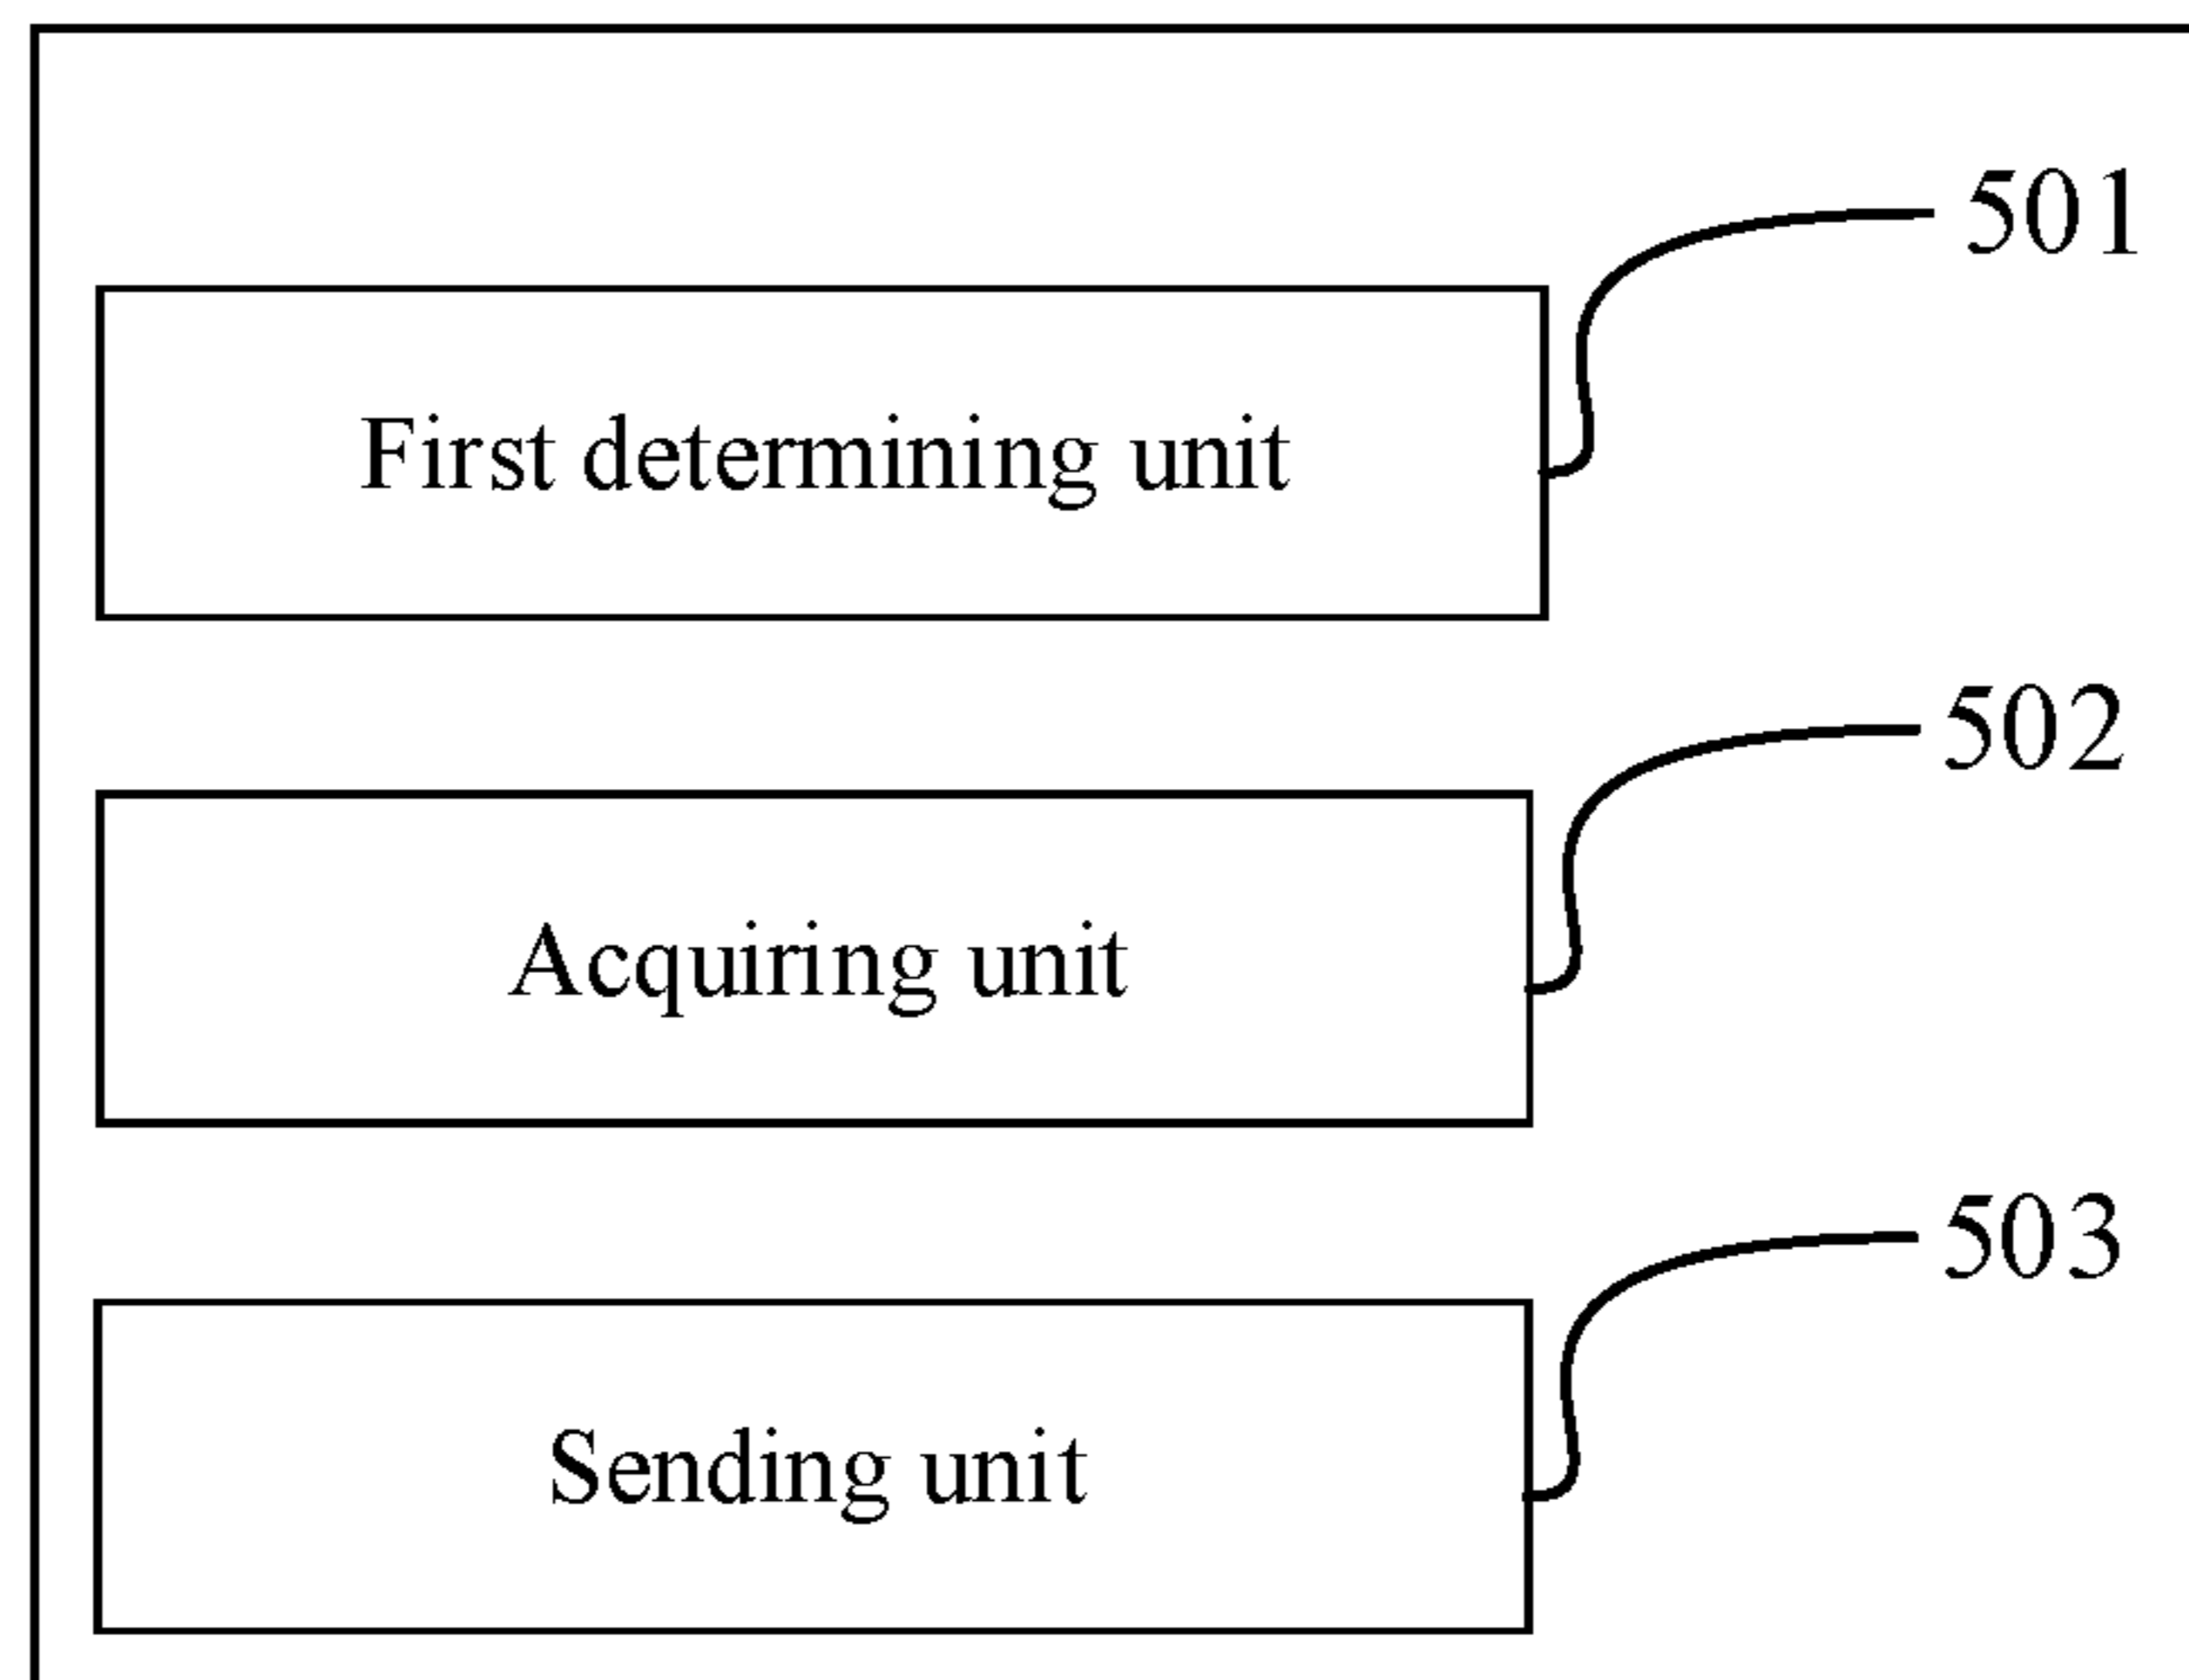 501
First determining unit
502
Acquiring unit
503
Sending unit